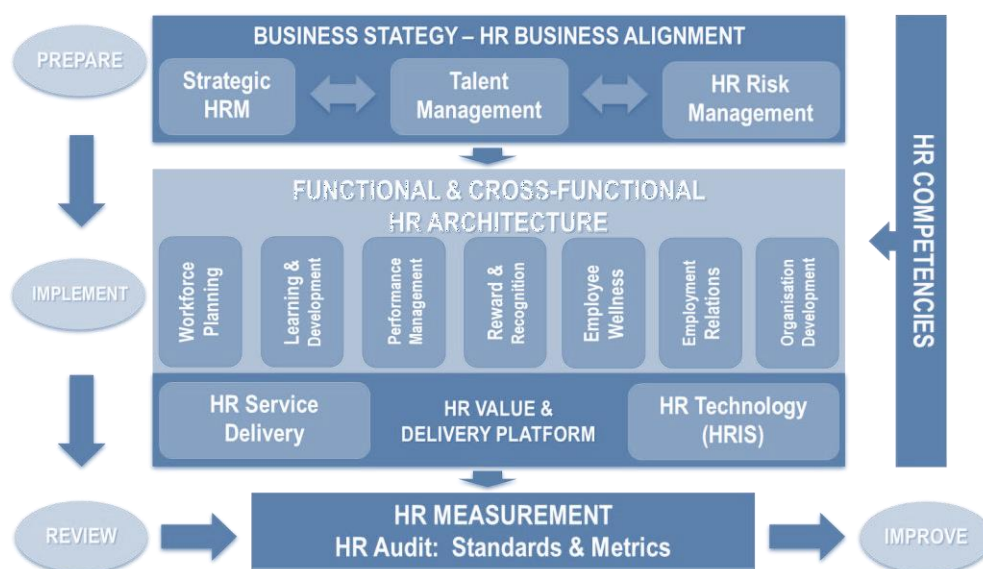 PREPARE
BUSINESS STATEGY – HR BUSINESS ALIGNMENT
Strategic
HRM
Talent
Management
HR Risk
Management
FUNCTIONAL & CROSS-FUNCTIONAL
HR ARCHITECTURE
IMPLEMENT
Workforce
Planning
Learning &
Development
Performance
Management
Reward &
Recognition
Employee
Wellness
Employment
Relations
Organisation
Development
HR COMPETENCIES
HR Service
Delivery
HR VALUE &
DELIVERY PLATFORM
HR Technology
(HRIS)
REVIEW
HR MEASUREMENT
HR Audit: Standards & Metrics
IMPROVE